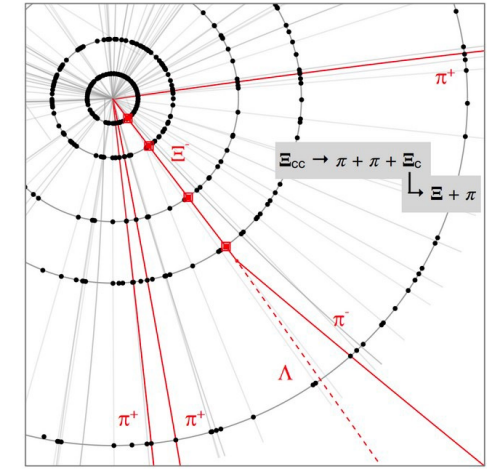 π⁺
Ξ⁻
Ξcc → π + π + Ξc
Ξ + π
π⁻
Λ
π⁺ π⁺